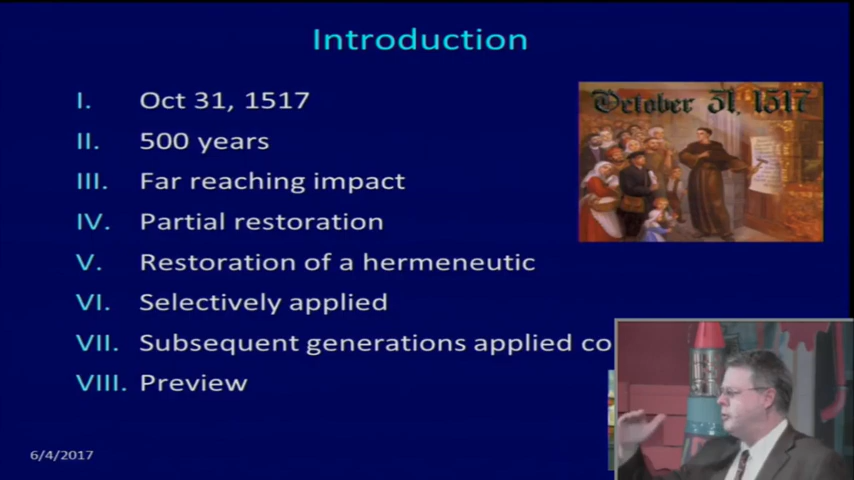 Introduction
I. Oct 31, 1517
II. 500 years
III. Far reaching impact
IV. Partial restoration
V. Restoration of a hermeneutic
VI. Selectively applied
VII. Subsequent generations applied co
VIII. Preview
October 31, 1517
6/4/2017